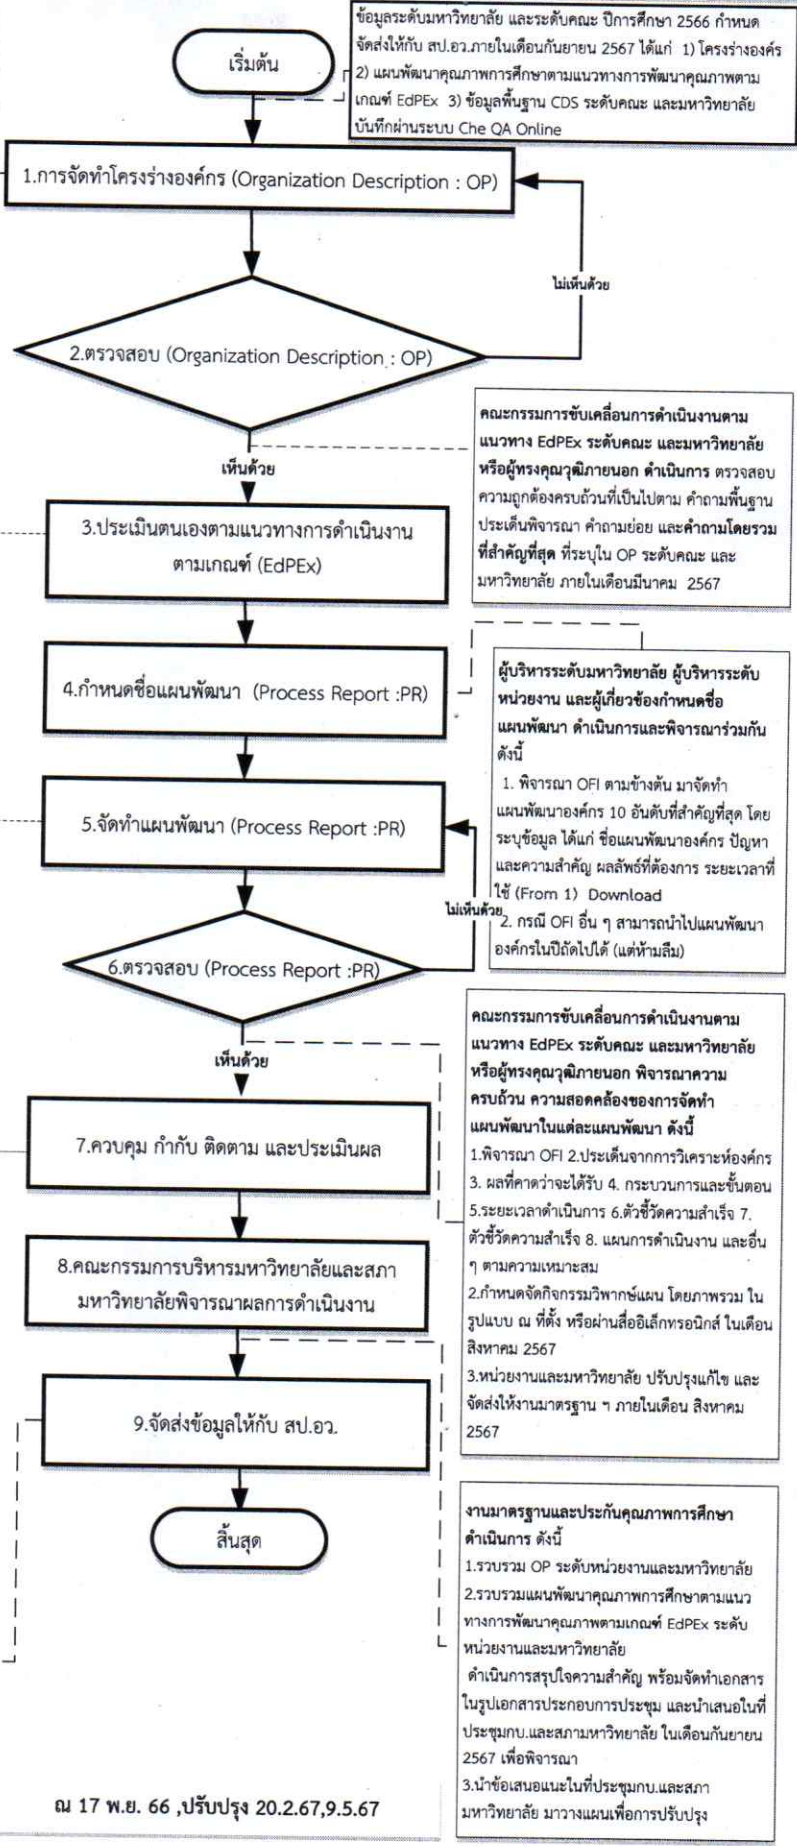 ข้อมูลระดับมหาวิทยาลัย และระดับคณะ ปีการศึกษา 2566 กำหนด
จัดส่งให้กับ สป.อว.ภายในเดือนกันยายน 2567 ได้แก่ 1) โครงร่างองค์ร
2) แผนพัฒนาคุณภาพการศึกษาตามแนวทางการพัฒนาคุณภาพตาม
เกณฑ์ EdPEx 3) ข้อมูลพื้นฐาน CDS ระดับคณะ และมหาวิทยาลัย
บันทึกผ่านระบบ Che QA Online
เริ่มต้น
1.การจัดทำโครงร่างองค์กร (Organization Description : OP)
ไม่เห็นด้วย
2.ตรวจสอบ (Organization Description : OP)
เห็นด้วย
คณะกรรมการขับเคลื่อนการดำเนินงานตาม
แนวทาง EdPEx ระดับคณะ และมหาวิทยาลัย
หรือผู้ทรงคุณวุฒิภายนอก ดำเนินการ ตรวจสอบ
ความถูกต้องครบถ้วนที่เป็นไปตาม คำถามพื้นฐาน
ประเด็นพิจารณา คำถามย่อย และคำถามโดยรวม
ที่สำคัญที่สุด ที่ระบุใน OP ระดับคณะ และ
มหาวิทยาลัย ภายในเดือนมีนาคม 2567
3.ประเมินตนเองตามแนวทางการดำเนินงาน
ตามเกณฑ์ (EdPEx)
4.กำหนดชื่อแผนพัฒนา (Process Report :PR)
ผู้บริหารระดับมหาวิทยาลัย ผู้บริหารระดับ
หน่วยงาน และผู้เกี่ยวข้องกำหนดชื่อ
แผนพัฒนา ดำเนินการและพิจารณาร่วมกัน
ดังนี้
1. พิจารณา OFI ตามข้างต้น มาจัดทำ
แผนพัฒนาองค์กร 10 อันดับที่สำคัญที่สุด โดย
ระบุข้อมูล ได้แก่ ชื่อแผนพัฒนาองค์กร ปัญหา
และความสำคัญ ผลลัพธ์ที่ต้องการ ระยะเวลาที่
ใช้ (From 1) Download
2. กรณี OFI อื่น ๆ สามารถนำไปแผนพัฒนา
องค์กรในปีถัดไปได้ (แต่ห้ามลืม)
5.จัดทำแผนพัฒนา (Process Report :PR)
ไม่เห็นด้วย
6.ตรวจสอบ (Process Report :PR)
เห็นด้วย
คณะกรรมการขับเคลื่อนการดำเนินงานตาม
แนวทาง EdPEx ระดับคณะ และมหาวิทยาลัย
หรือผู้ทรงคุณวุฒิภายนอก พิจารณาความ
ครบถ้วน ความสอดคล้องของการจัดทำ
แผนพัฒนาในแต่ละแผนพัฒนา ดังนี้
1.พิจารณา OFI 2.ประเด็นจากการวิเคราะห์องค์กร
3. ผลที่คาดว่าจะได้รับ 4. กระบวนการและขั้นตอน
5.ระยะเวลาดำเนินการ 6.ตัวชี้วัดความสำเร็จ 7.
ตัวชี้วัดความสำเร็จ 8. แผนการดำเนินงาน และอื่น
ๆ ตามความเหมาะสม
2.กำหนดจัดกิจกรรมวิพากษ์แผน โดยภาพรวม ใน
รูปแบบ ณ ที่ตั้ง หรือผ่านสื่ออิเล็กทรอนิกส์ ในเดือน
สิงหาคม 2567
3.หน่วยงานและมหาวิทยาลัย ปรับปรุงแก้ไข และ
จัดส่งให้งานมาตรฐาน ฯ ภายในเดือน สิงหาคม
2567
7.ควบคุม กำกับ ติดตาม และประเมินผล
8.คณะกรรมการบริหารมหาวิทยาลัยและสภา
มหาวิทยาลัยพิจารณาผลการดำเนินงาน
9.จัดส่งข้อมูลให้กับ สป.อว.
สิ้นสุด
งานมาตรฐานและประกันคุณภาพการศึกษา
ดำเนินการ ดังนี้
1.รวบรวม OP ระดับหน่วยงานและมหาวิทยาลัย
2.รวบรวมแผนพัฒนาคุณภาพการศึกษาตามแนว
ทางการพัฒนาคุณภาพตามเกณฑ์ EdPEx ระดับ
หน่วยงานและมหาวิทยาลัย
ดำเนินการสรุปใจความสำคัญ พร้อมจัดทำเอกสาร
ในรูปเอกสารประกอบการประชุม และนำเสนอในที่
ประชุมกบ.และสภามหาวิทยาลัย ในเดือนกันยายน
2567 เพื่อพิจารณา
3.นำข้อเสนอแนะในที่ประชุมกบ.และสภา
มหาวิทยาลัย มาวางแผนเพื่อการปรับปรุง
ณ 17 พ.ย. 66 ,ปรับปรุง 20.2.67,9.5.67